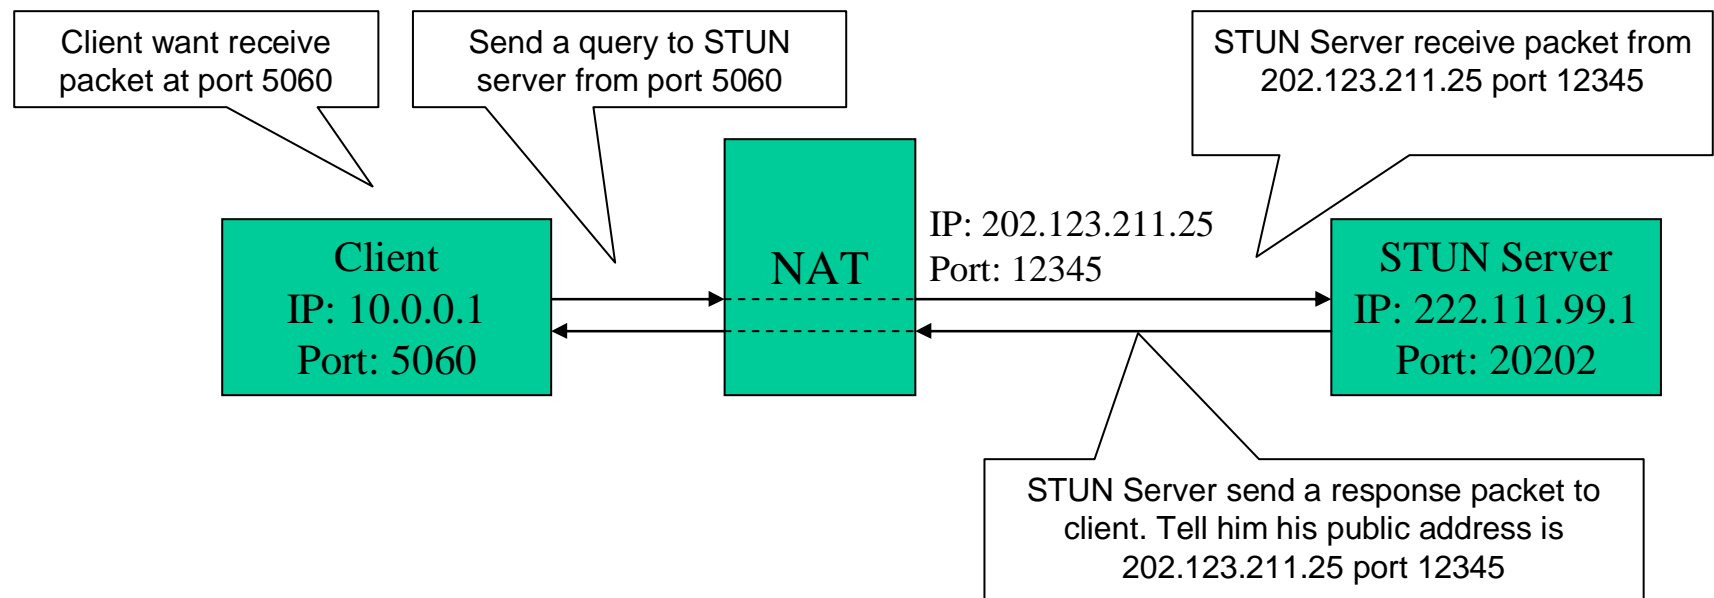 Client want receive
packet at port 5060
Send a query to STUN
server from port 5060
STUN Server receive packet from
202.123.211.25 port 12345
Client
IP: 10.0.0.1
Port: 5060
NAT
IP: 202.123.211.25
Port: 12345
STUN Server
IP: 222.111.99.1
Port: 20202
STUN Server send a response packet to
client. Tell him his public address is
202.123.211.25 port 12345